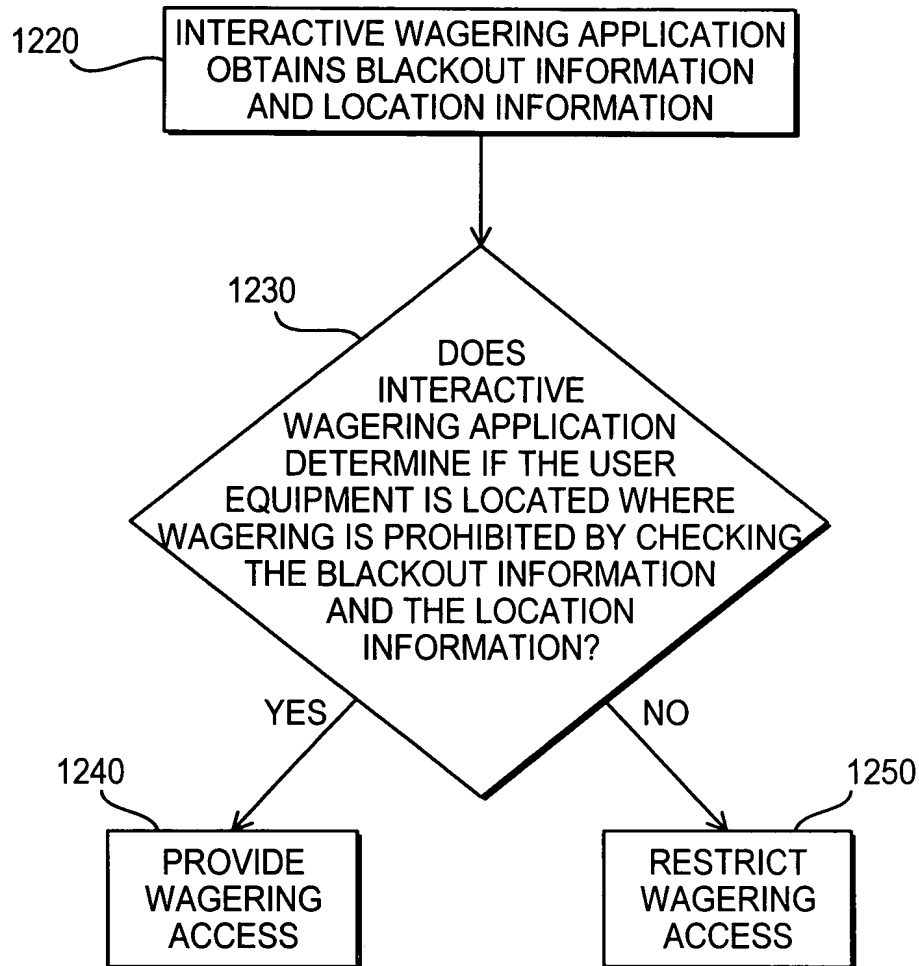 1220
INTERACTIVE WAGERING APPLICATION
OBTAINS BLACKOUT INFORMATION
AND LOCATION INFORMATION
1230
DOES
INTERACTIVE
WAGERING APPLICATION
DETERMINE IF THE USER
EQUIPMENT IS LOCATED WHERE
WAGERING IS PROHIBITED BY CHECKING
THE BLACKOUT INFORMATION
AND THE LOCATION
INFORMATION?
YES
NO
1240
PROVIDE
WAGERING
ACCESS
1250
RESTRICT
WAGERING
ACCESS